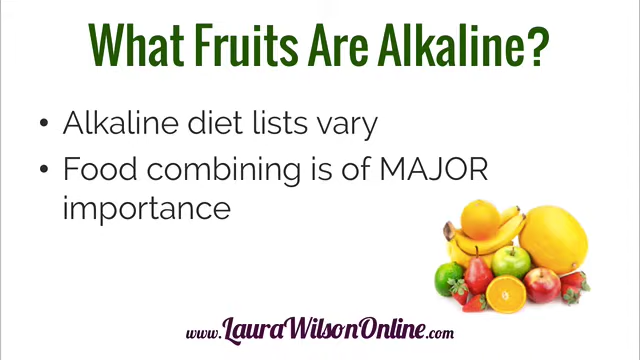 What Fruits Are Alkaline?
• Alkaline diet lists vary
• Food combining is of MAJOR
importance
www.LauraWilsonOnline.com